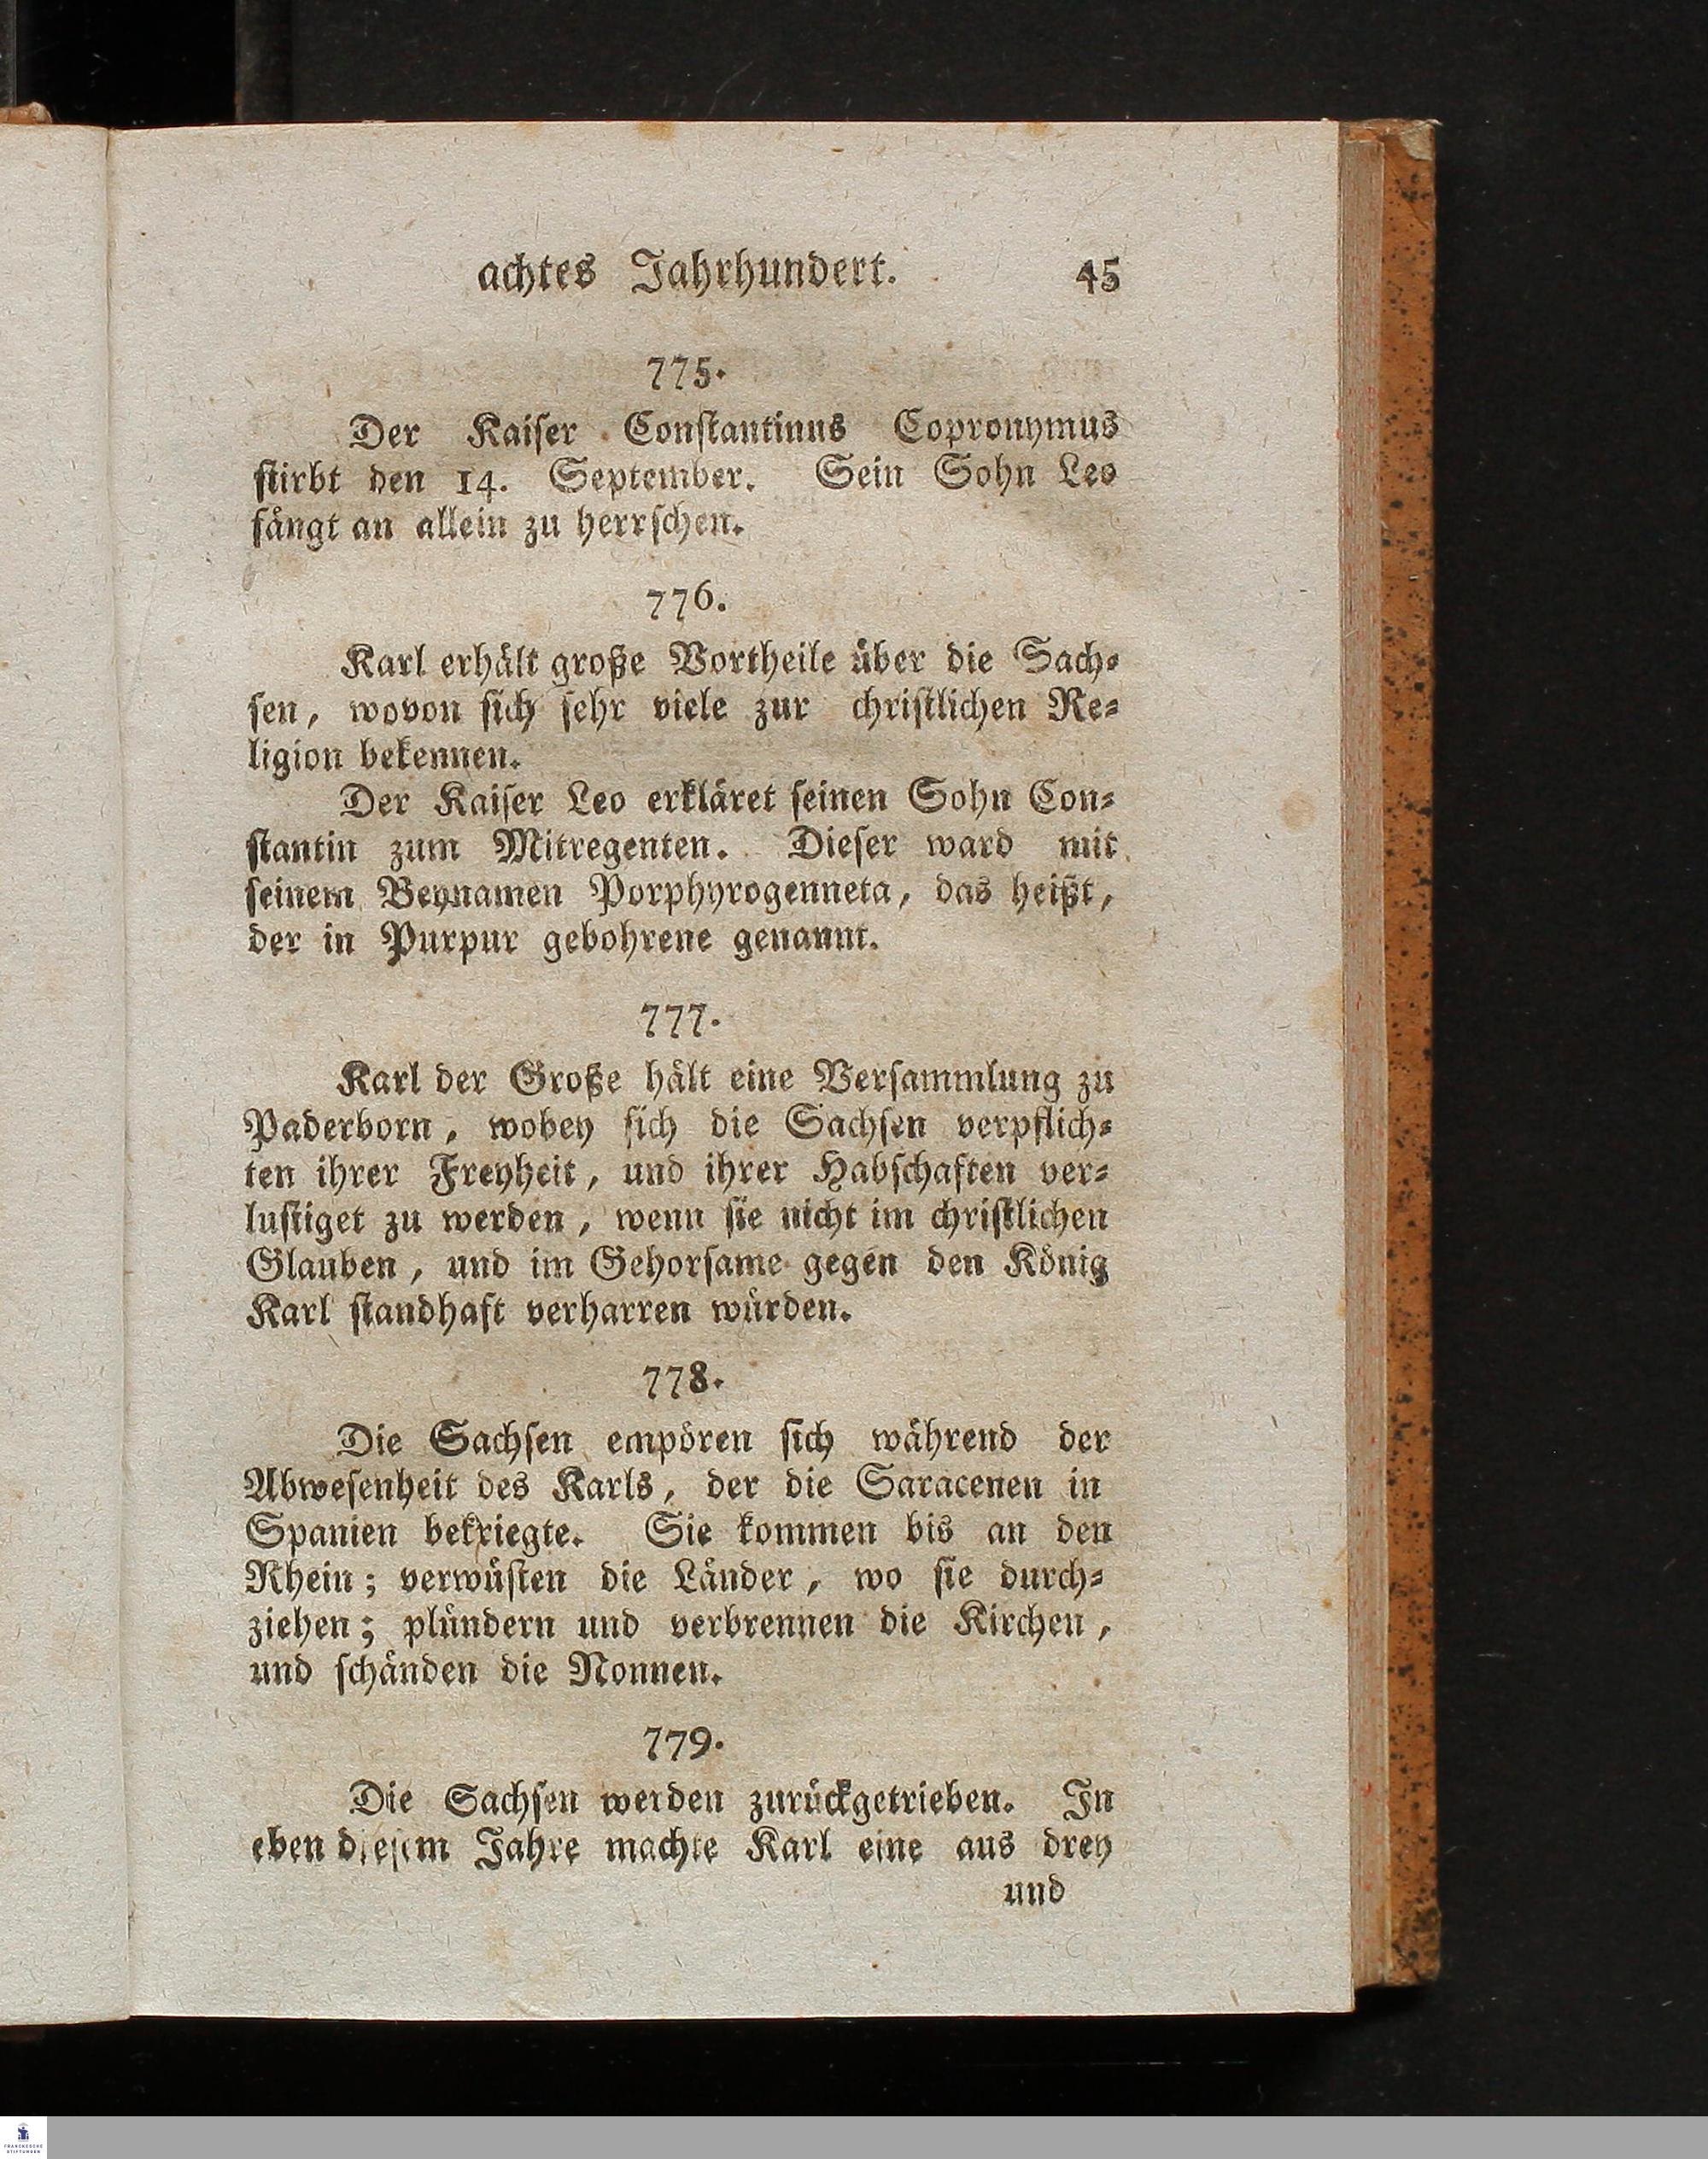 achtes Jahrhundert. 45
775.
Der Kaiser Constantinus Copronymus
stirbt den 14. September. Sein Sohn Leo
fångt an allein zu herrschen.
776.
Karl erhålt große Vortheile über die Sach⸗
sen, wovon sich sehr viele zur christlichen Re⸗
ligion bekennen.
Der Kaiser Leo erklåret seinen Sohn Con⸗
stantin zum Mitregenten. Dieser ward mit
seinem Beynamen Porphyrogenneta, das heißt,
der in Purpur gebohrene genannt.
777.
Karl der Große hålt eine Versammlung zu
Paderborn, wobey sich die Sachsen verpflich⸗
ten ihrer Freyheit, und ihrer Habschaften ver⸗
lustiget zu werden, wenn sie nicht im christlichen
Glauben, und im Gehorsame gegen den König
Karl standhaft verharren würden.
778.
Die Sachsen empören sich während der
Abwesenheit des Karls, der die Saracenen in
Spanien bekriegte. Sie kommen bis an den
Rhein; verwüsten die Länder, wo sie durch⸗
ziehen; plündern und verbrennen die Kirchen,
und schänden die Nonnen.
779.
Die Sachsen werden zurückgetrieben. In
eben diesem Jahre machte Karl eine aus drey
und
FRANCKESCHE
STIFTUNGEN